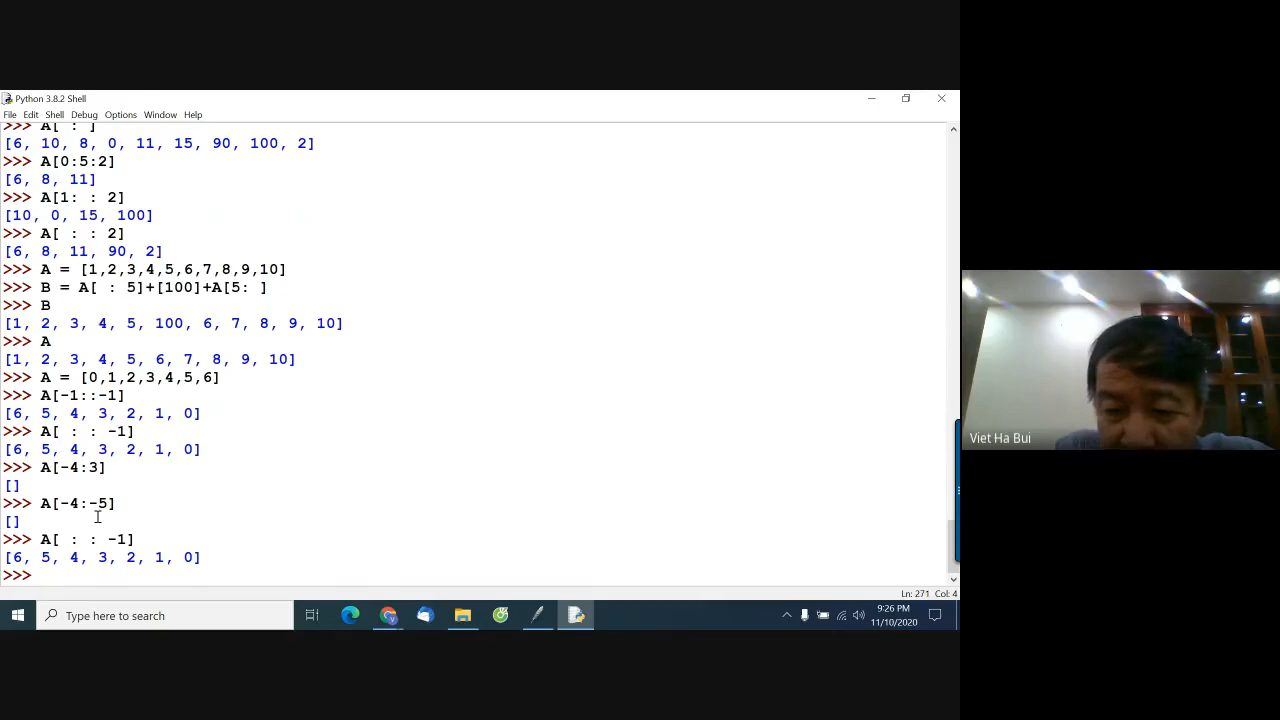 Python 3.8.2 Shell
File Edit Shell Debug Options Window Help
>>> A[ : ]
[6, 10, 8, 0, 11, 15, 90, 100, 2]
>>> A[0:5:2]
[6, 8, 11]
>>> A[1: : 2]
[10, 0, 15, 100]
>>> A[ : : 2]
[6, 8, 11, 90, 2]
>>> A = [1,2,3,4,5,6,7,8,9,10]
>>> B = A[ : 5]+[100]+A[5: ]
>>> B
[1, 2, 3, 4, 5, 100, 6, 7, 8, 9, 10]
>>> A
[1, 2, 3, 4, 5, 6, 7, 8, 9, 10]
>>> A = [0,1,2,3,4,5,6]
>>> A[-1::-1]
[6, 5, 4, 3, 2, 1, 0]
>>> A[ : : -1]
[6, 5, 4, 3, 2, 1, 0]
>>> A[-4:3]
[]
>>> A[-4:-5]
[]
>>> A[ : : -1]
[6, 5, 4, 3, 2, 1, 0]
>>>
Ln: 271 Col: 4
Viet Ha Bui
Type here to search
9:26 PM
11/10/2020